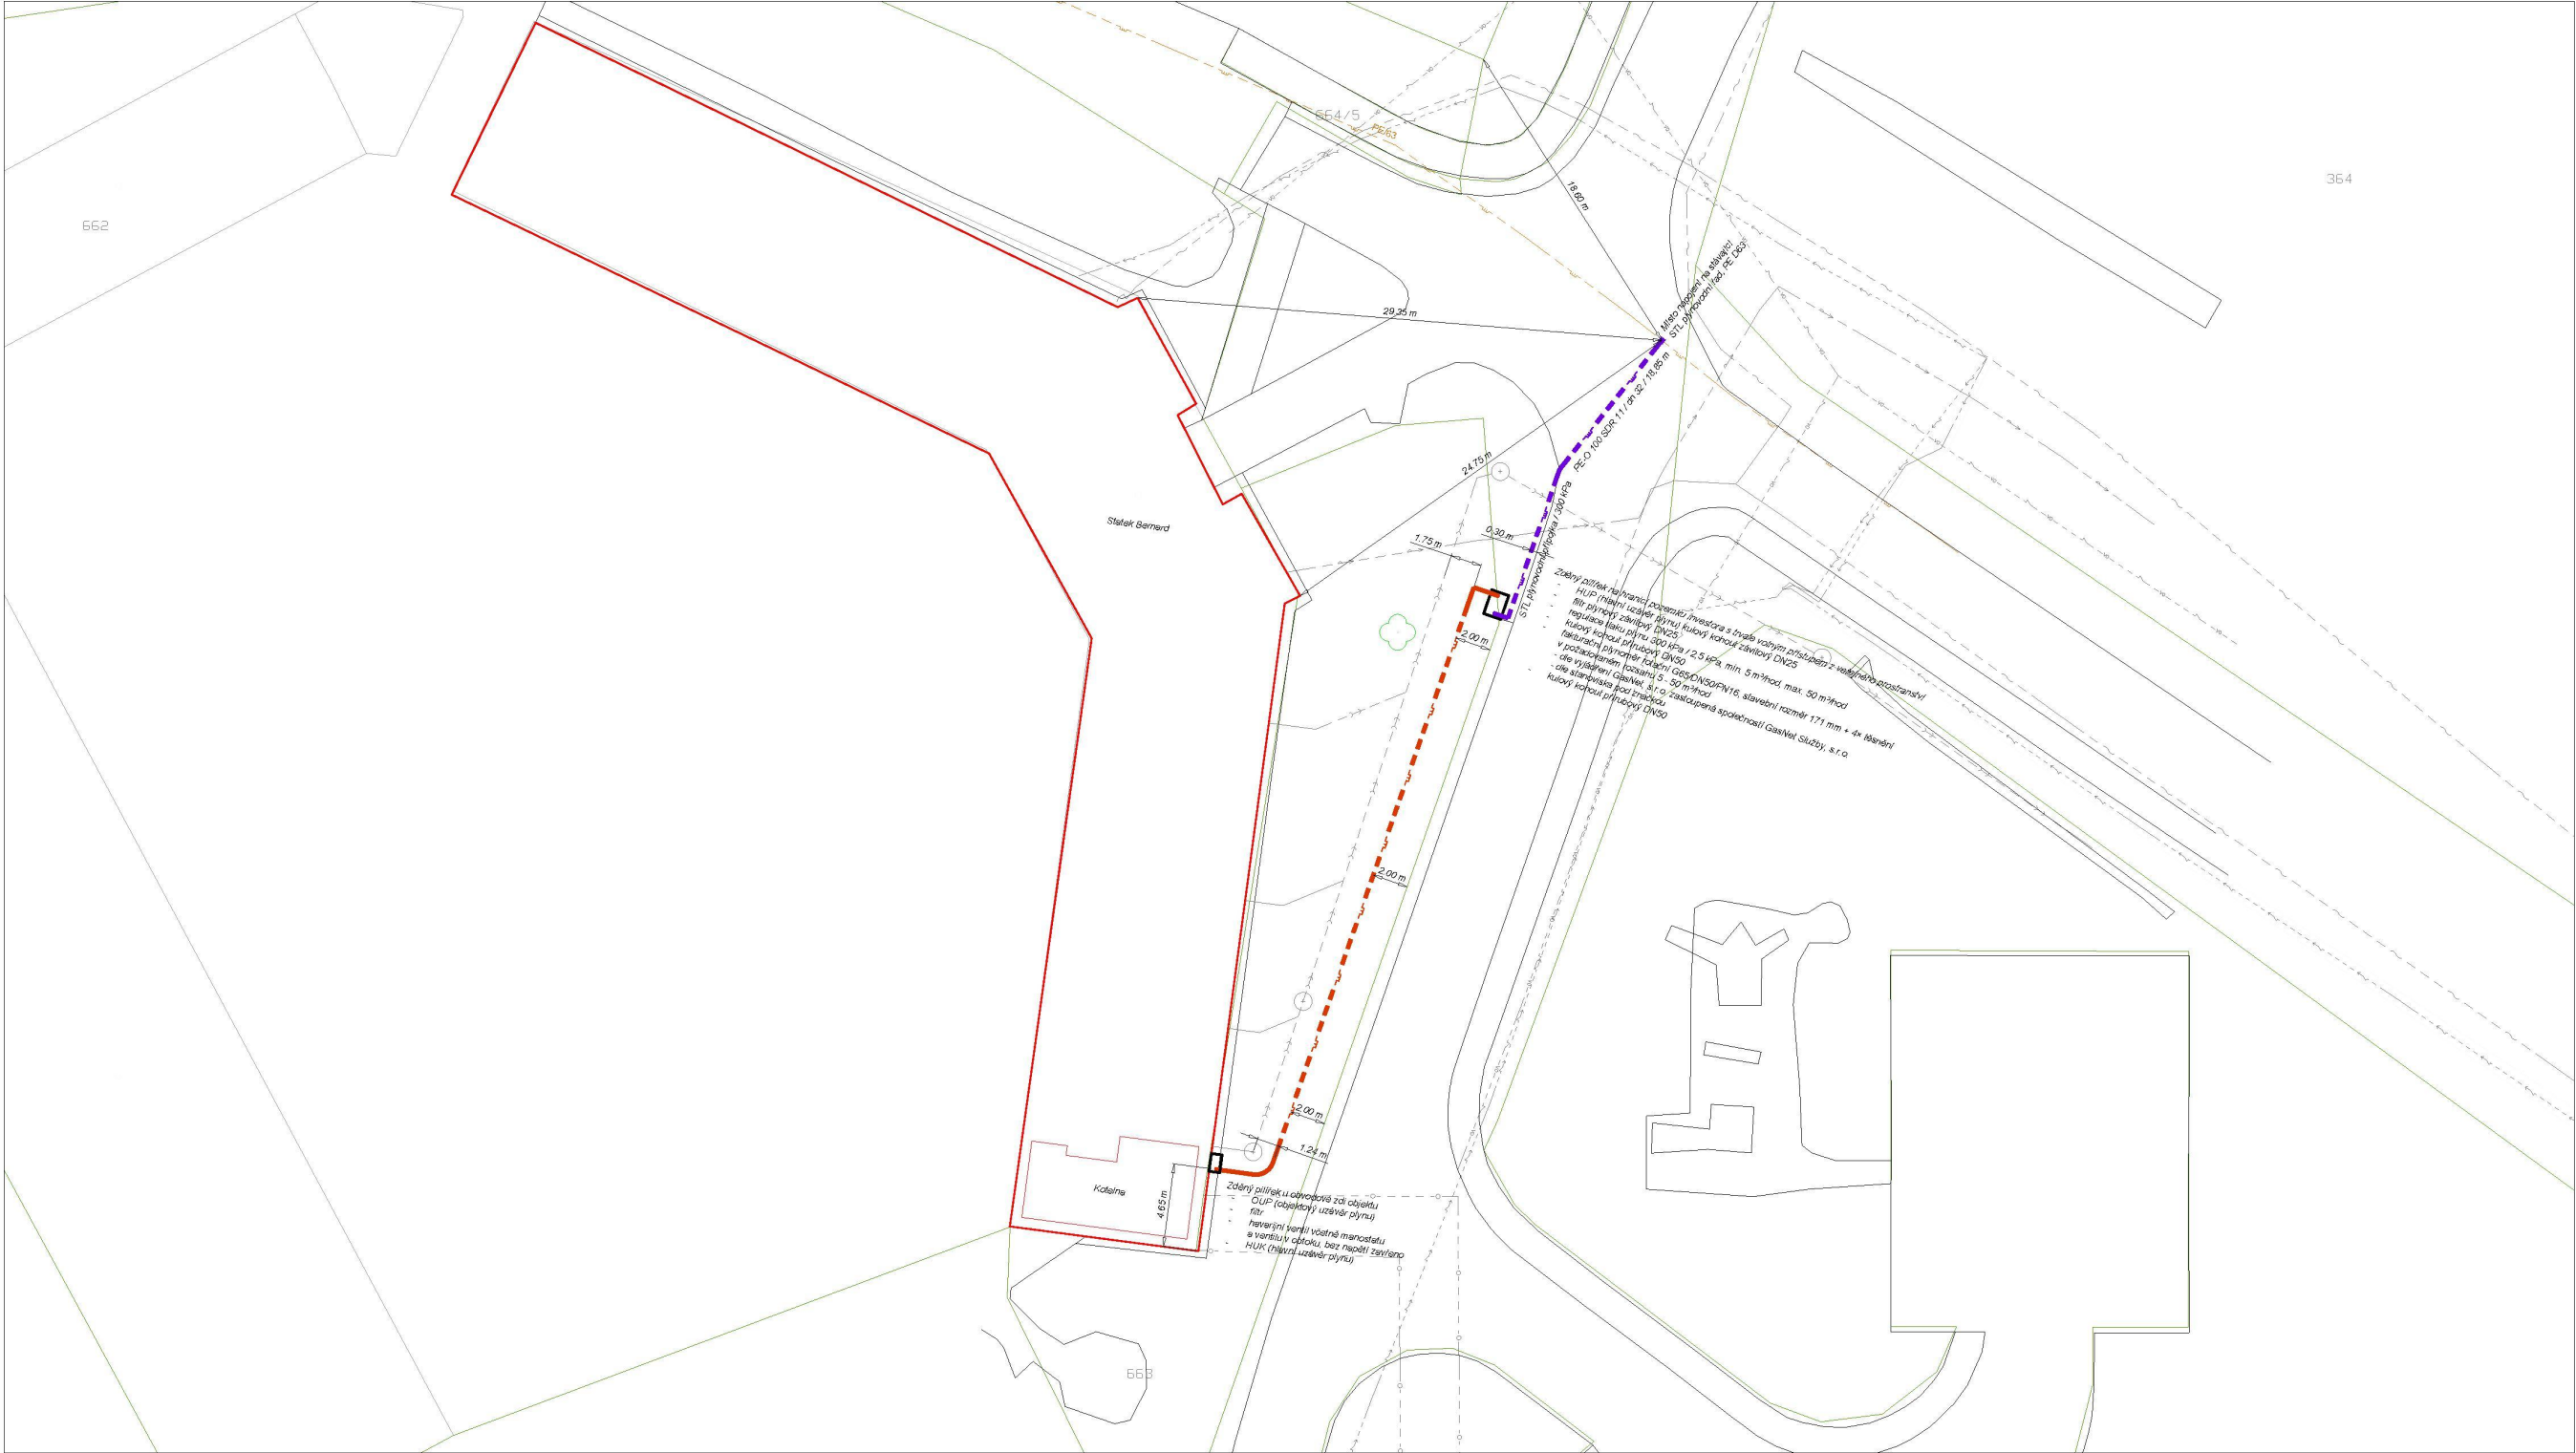 664/5
PE/63
364
662
18.60 m
Místo napojení na stávající
STL plynovodní řad, PE D63
29.35 m
PE-O 100 SDR 11 / dn 32 / 18,85 m
24.75 m
STL plynovodní přípojka / 300 kPa
Statek Bernard
0.30 m
1.75 m
2.00 m
Zděný pilířek na hranici pozemku investora s trvale volným přístupem z veřejného prostranství
- HUP (hlavní uzávěr plynu) kulový kohout závitový DN25
- filtr plynový závitový DN25
- regulace tlaku plynu 300 kPa / 2,5 kPa, min. 5 m³/hod, max. 50 m³/hod
- kulový kohout přírubový DN50
- fakturační plynoměr rotační G65/DN50/PN16, stavební rozměr 171 mm + 4× těsnění
v požadovaném rozsahu 5 - 50 m³/hod
- dle vyjádření GasNet, s.r.o. zastoupená společností GasNet Služby, s.r.o.
- dle stanoviska pod značkou
- kulový kohout přírubový DN50
2.00 m
2.00 m
1.24 m
Kotelna
4.65 m
Zděný pilířek u obvodové zdi objektu
- OUP (objektový uzávěr plynu)
- filtr
- havarijní ventil včetně manostatu
a ventilu v obtoku, bez napětí zavřeno
- HUK (hlavní uzávěr plynu)
663